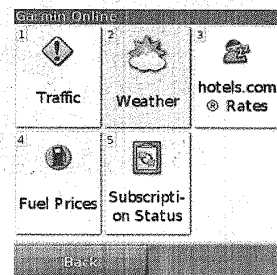 Garmin Online
1
Traffic
2
Weather
3
hotels.com
® Rates
4
Fuel Prices
5
Subscripti-
on Status
Back